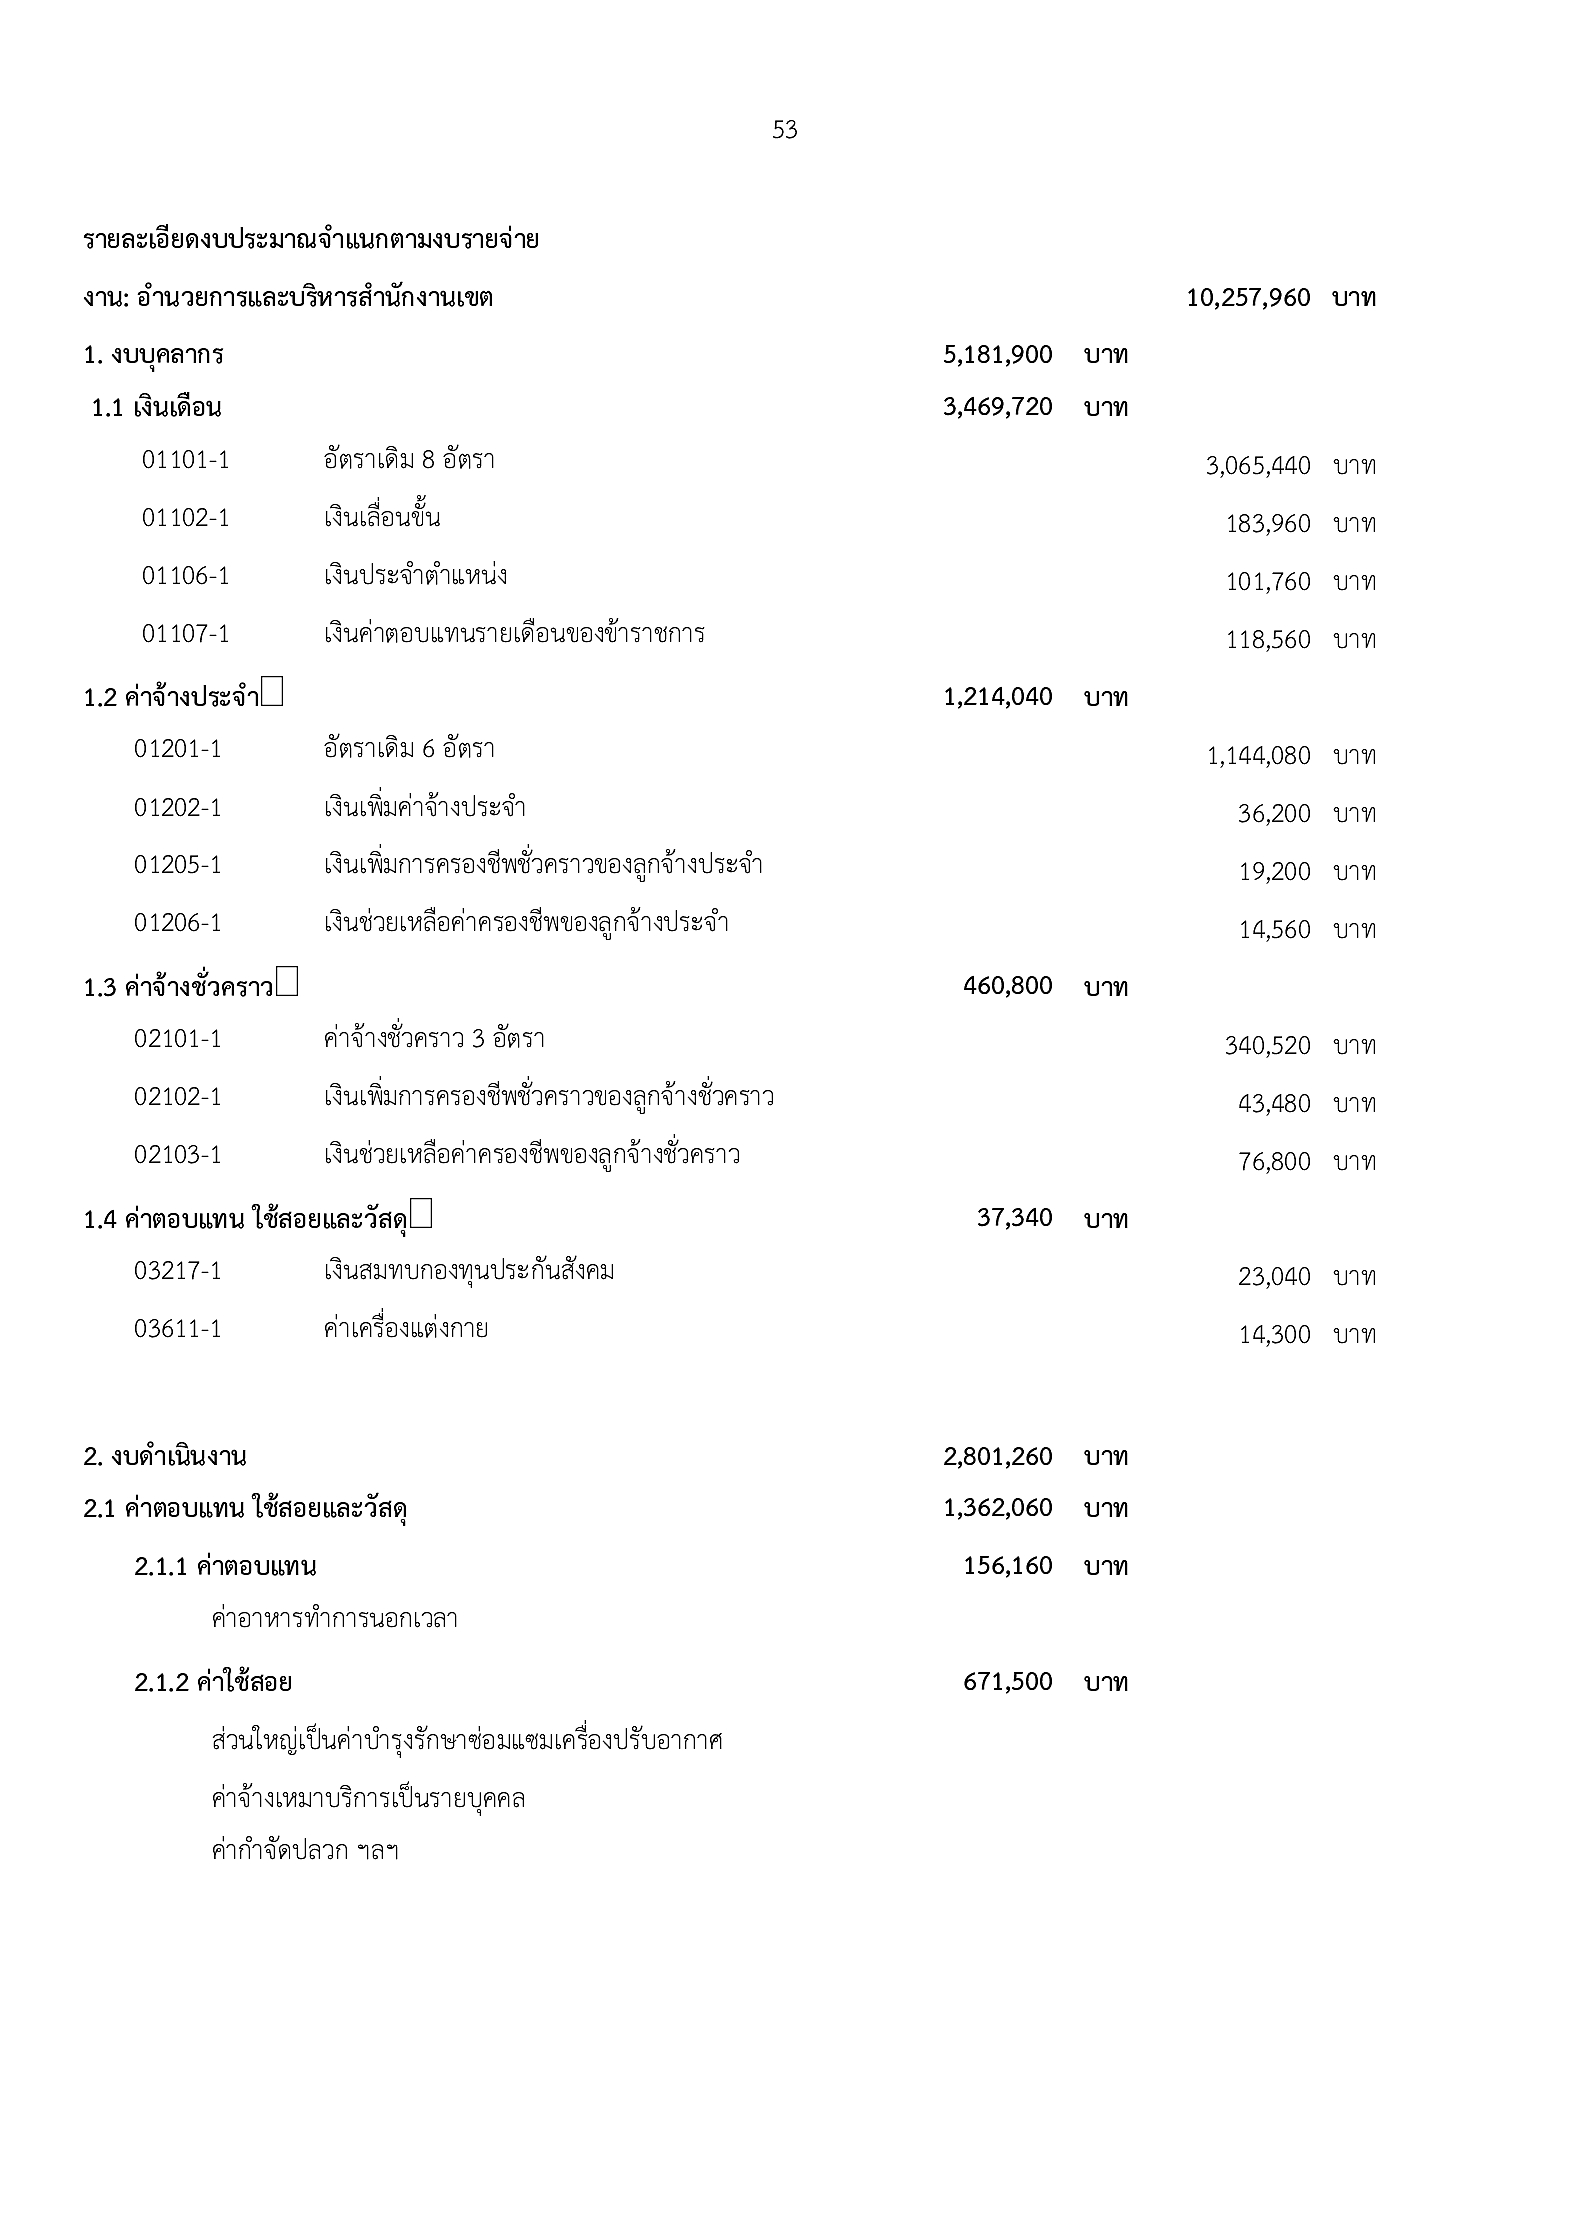 53
รายละเอียดงบประมาณจำแนกตามงบรายจ่าย
งาน: อำนวยการและบริหารสำนักงานเขต 10,257,960 บาท
1. งบบุคลากร 5,181,900 บาท
1.1 เงินเดือน 3,469,720 บาท
01101-1 อัตราเดิม 8 อัตรา 3,065,440 บาท
01102-1 เงินเลื่อนขั้น 183,960 บาท
01106-1 เงินประจำตำแหน่ง 101,760 บาท
01107-1 เงินค่าตอบแทนรายเดือนของข้าราชการ 118,560 บาท
1.2 ค่าจ้างประจำ 1,214,040 บาท
01201-1 อัตราเดิม 6 อัตรา 1,144,080 บาท
01202-1 เงินเพิ่มค่าจ้างประจำ 36,200 บาท
01205-1 เงินเพิ่มการครองชีพชั่วคราวของลูกจ้างประจำ 19,200 บาท
01206-1 เงินช่วยเหลือค่าครองชีพของลูกจ้างประจำ 14,560 บาท
1.3 ค่าจ้างชั่วคราว 460,800 บาท
02101-1 ค่าจ้างชั่วคราว 3 อัตรา 340,520 บาท
02102-1 เงินเพิ่มการครองชีพชั่วคราวของลูกจ้างชั่วคราว 43,480 บาท
02103-1 เงินช่วยเหลือค่าครองชีพของลูกจ้างชั่วคราว 76,800 บาท
1.4 ค่าตอบแทน ใช้สอยและวัสดุ 37,340 บาท
03217-1 เงินสมทบกองทุนประกันสังคม 23,040 บาท
03611-1 ค่าเครื่องแต่งกาย 14,300 บาท
2. งบดำเนินงาน 2,801,260 บาท
2.1 ค่าตอบแทน ใช้สอยและวัสดุ 1,362,060 บาท
2.1.1 ค่าตอบแทน 156,160 บาท
ค่าอาหารทำการนอกเวลา
2.1.2 ค่าใช้สอย 671,500 บาท
ส่วนใหญ่เป็นค่าบำรุงรักษาซ่อมแซมเครื่องปรับอากาศ
ค่าจ้างเหมาบริการเป็นรายบุคคล
ค่ากำจัดปลวก ฯลฯ